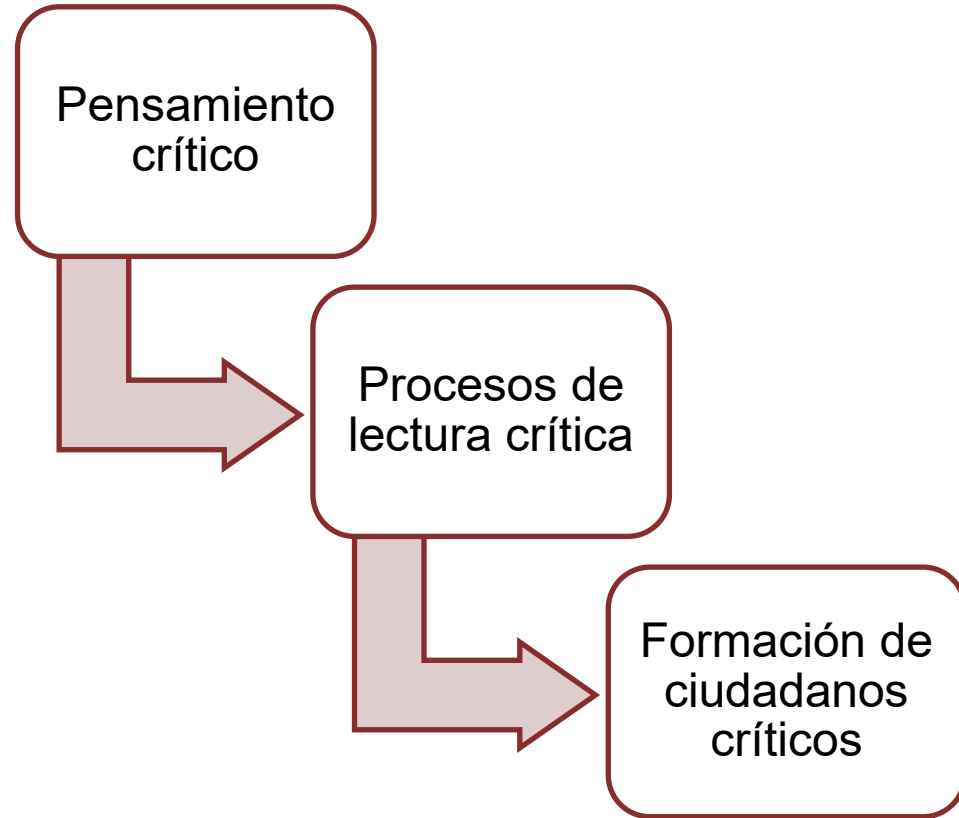 Pensamiento
crítico
Procesos de
lectura crítica
Formación de
ciudadanos
críticos